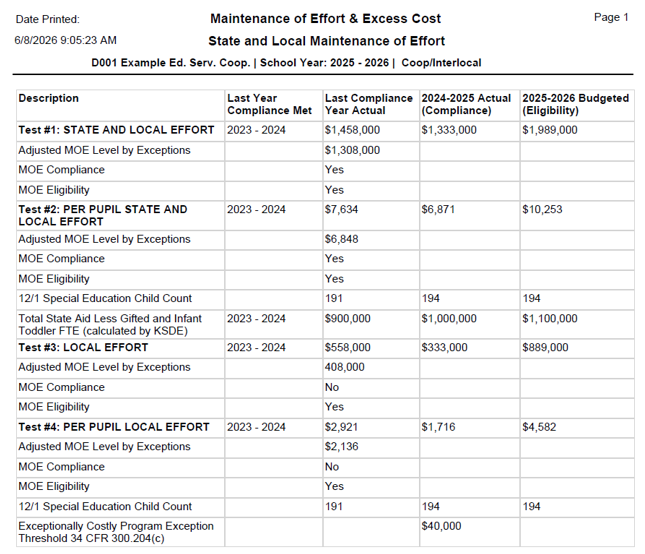 Date Printed:
Maintenance of Effort & Excess Cost
Page 1
6/8/2026 9:05:23 AM
State and Local Maintenance of Effort
D001 Example Ed. Serv. Coop. | School Year: 2025 - 2026 | Coop/Interlocal
Description
Last Year
Compliance Met
Last Compliance
Year Actual
2024-2025 Actual
(Compliance)
2025-2026 Budgeted
(Eligibility)
Test #1: STATE AND LOCAL EFFORT 2023 - 2024 $1,458,000 $1,333,000 $1,989,000
Adjusted MOE Level by Exceptions $1,308,000
MOE Compliance Yes
MOE Eligibility Yes
Test #2: PER PUPIL STATE AND
LOCAL EFFORT
2023 - 2024 $7,634 $6,871 $10,253
Adjusted MOE Level by Exceptions $6,848
MOE Compliance Yes
MOE Eligibility Yes
12/1 Special Education Child Count 191 194 194
Total State Aid Less Gifted and Infant
Toddler FTE (calculated by KSDE)
2023 - 2024 $900,000 $1,000,000 $1,100,000
Test #3: LOCAL EFFORT 2023 - 2024 $558,000 $333,000 $889,000
Adjusted MOE Level by Exceptions 408,000
MOE Compliance No
MOE Eligibility Yes
Test #4: PER PUPIL LOCAL EFFORT 2023 - 2024 $2,921 $1,716 $4,582
Adjusted MOE Level by Exceptions $2,136
MOE Compliance No
MOE Eligibility Yes
12/1 Special Education Child Count 191 194 194
Exceptionally Costly Program Exception
Threshold 34 CFR 300.204(c)
$40,000